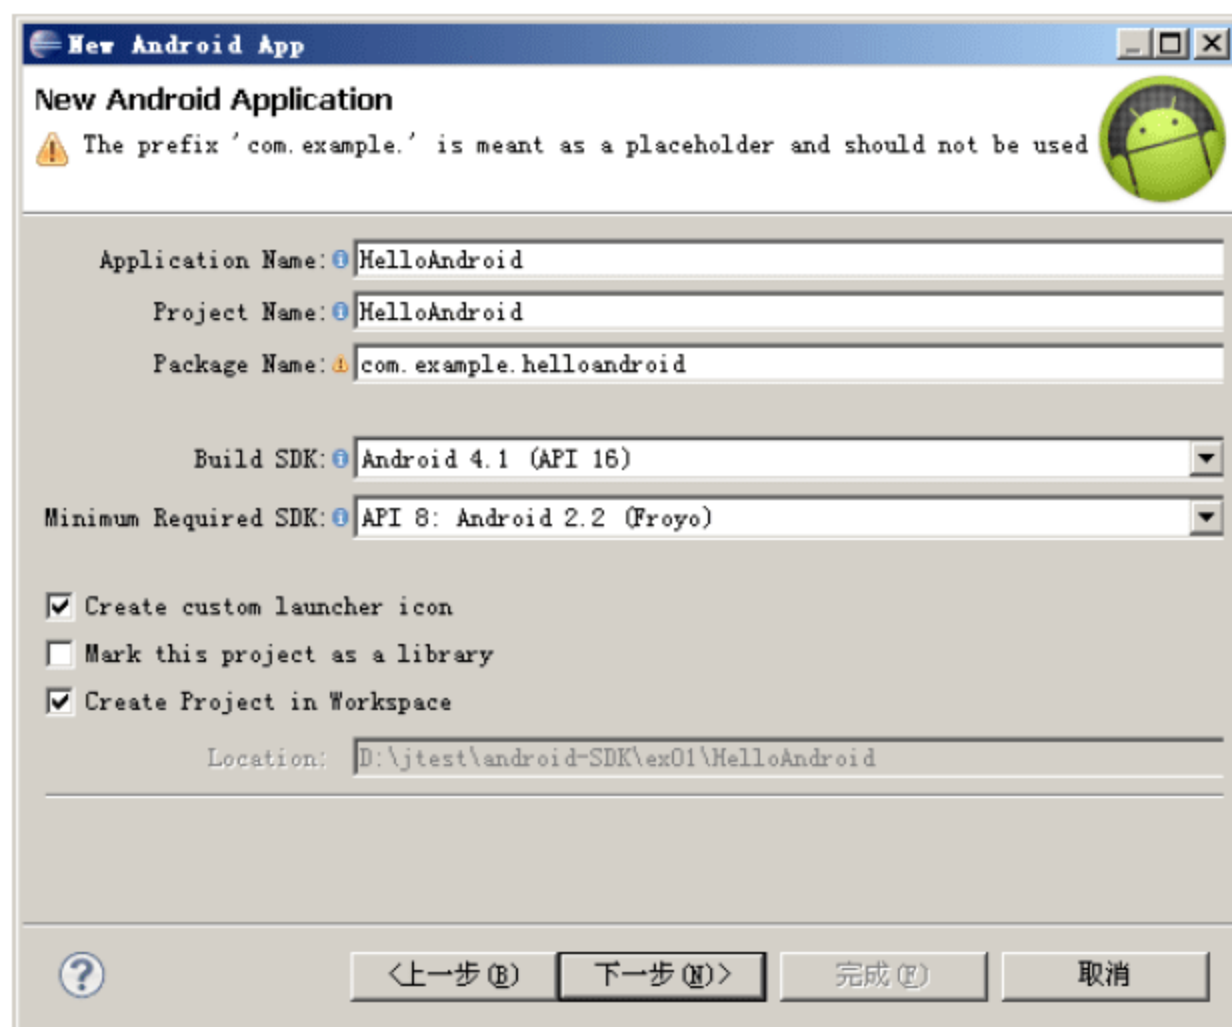 New Android App
New Android Application
The prefix 'com.example.' is meant as a placeholder and should not be used
Application Name: HelloAndroid
Project Name: HelloAndroid
Package Name: com.example.helloandroid
Build SDK: Android 4.1 (API 16)
Minimum Required SDK: API 8: Android 2.2 (Froyo)
Create custom launcher icon
Mark this project as a library
Create Project in Workspace
Location: D:\jtest\android-SDK\ex01\HelloAndroid
<上一步(B) 下一步(N)> 完成(F) 取消